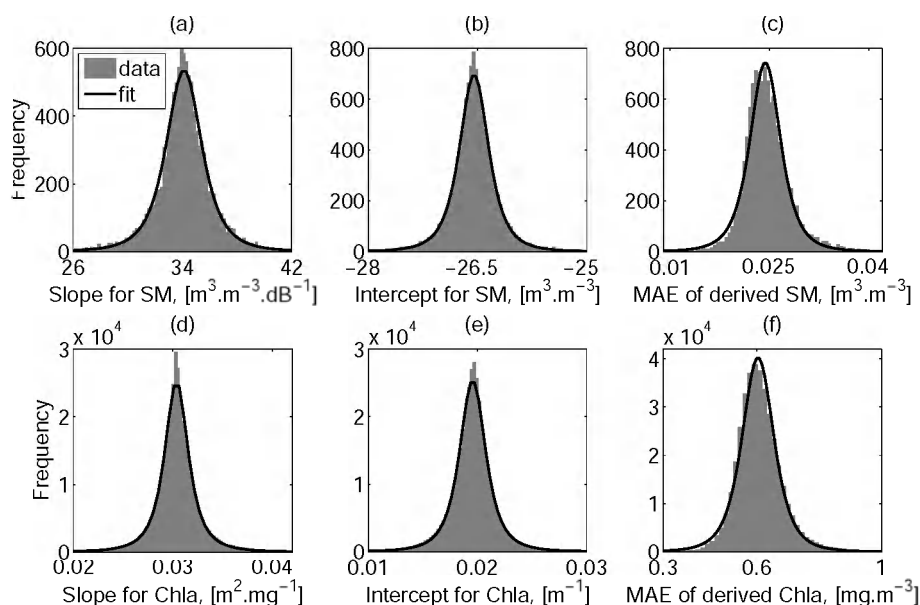 (a) (b) (c)
600 800 800
data
fit
400 600 600
400 400
200 200 200
0 0 0
Frequency
26 34 42 −28 −26.5 −25 0.01 0.025 0.04
Slope for SM, [m³.m⁻³.dB⁻¹] Intercept for SM, [m³.m⁻³] MAE of derived SM, [m³.m⁻³]
(d) (e) (f)
x 10⁴ x 10⁴ x 10⁴
3 3 4
2 2 3
2
1 1 1
0 0 0
Frequency
0.02 0.03 0.04 0.01 0.02 0.03 0.3 0.6 1
Slope for Chla, [m².mg⁻¹] Intercept for Chla, [m⁻¹] MAE of derived Chla, [mg.m⁻³]